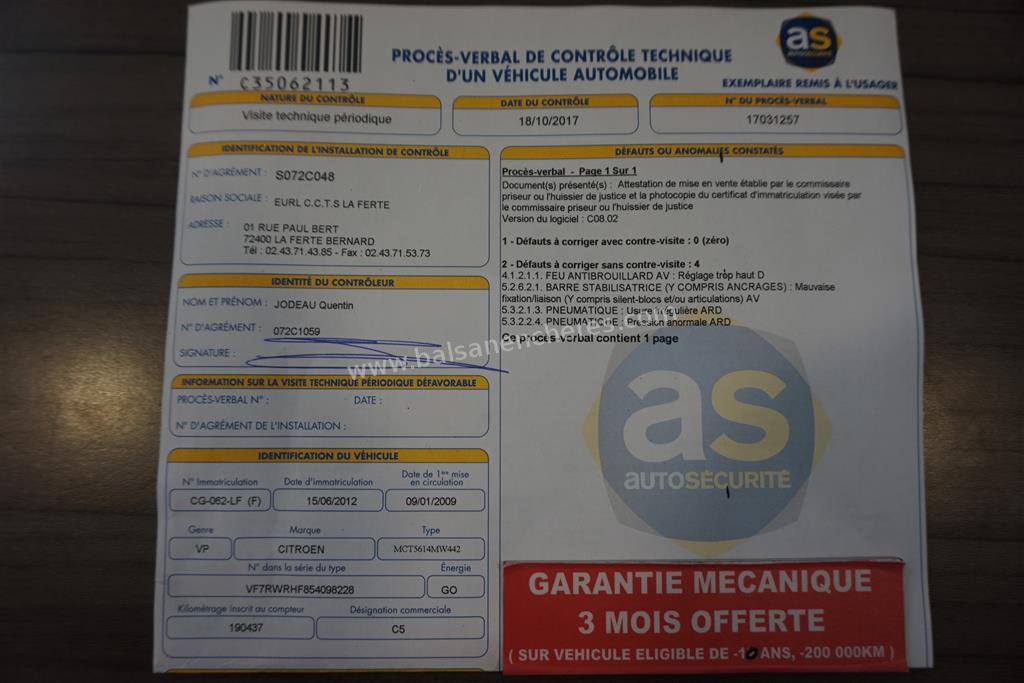 N° C35062113
PROCÈS-VERBAL DE CONTRÔLE TECHNIQUE
D'UN VÉHICULE AUTOMOBILE
as
AUTOSÉCURITÉ
EXEMPLAIRE REMIS À L'USAGER
NATURE DU CONTRÔLE
Visite technique périodique
DATE DU CONTRÔLE
18/10/2017
N° DU PROCÈS-VERBAL
17031257
IDENTIFICATION DE L'INSTALLATION DE CONTRÔLE
N° D'AGRÉMENT : S072C048
RAISON SOCIALE : EURL C.C.T.S LA FERTE
ADRESSE : 01 RUE PAUL BERT
72400 LA FERTE BERNARD
Tél : 02.43.71.43.85 - Fax : 02.43.71.53.73
IDENTITÉ DU CONTRÔLEUR
NOM ET PRÉNOM : JODEAU Quentin
N° D'AGRÉMENT : 072C1059
SIGNATURE :
INFORMATION SUR LA VISITE TECHNIQUE PÉRIODIQUE DÉFAVORABLE
PROCÈS-VERBAL N° : DATE :
N° D'AGRÉMENT DE L'INSTALLATION :
IDENTIFICATION DU VÉHICULE
N° Immatriculation Date d'immatriculation Date de 1ère mise
en circulation
CG-062-LF (F) 15/06/2012 09/01/2009
Genre Marque Type
VP CITROEN MCT5614MW442
N° dans la série du type Énergie
VF7RWRHF854098228 GO
Kilométrage inscrit au compteur Désignation commerciale
190437 C5
DÉFAUTS OU ANOMALIES CONSTATÉS
Procès-verbal - Page 1 Sur 1
Document(s) présenté(s) : Attestation de mise en vente établie par le commissaire
priseur ou l'huissier de justice et la photocopie du certificat d'immatriculation visée par
le commissaire priseur ou l'huissier de justice
Version du logiciel : C08.02
1 - Défauts à corriger avec contre-visite : 0 (zéro)
2 - Défauts à corriger sans contre-visite : 4
4.1.2.1.1. FEU ANTIBROUILLARD AV : Réglage trop haut D
5.2.6.2.1. BARRE STABILISATRICE (Y COMPRIS ANCRAGES) : Mauvaise
fixation/liaison (Y compris silent-blocs et/ou articulations) AV
5.3.2.1.3. PNEUMATIQUE : Usure irrégulière ARD
5.3.2.2.4. PNEUMATIQUE : Pression anormale ARD
Ce procès-verbal contient 1 page
www.balsanencheres.com
as
AUTOSÉCURITÉ
GARANTIE MECANIQUE
3 MOIS OFFERTE
( SUR VEHICULE ELIGIBLE DE -10 ANS, -200 000KM )